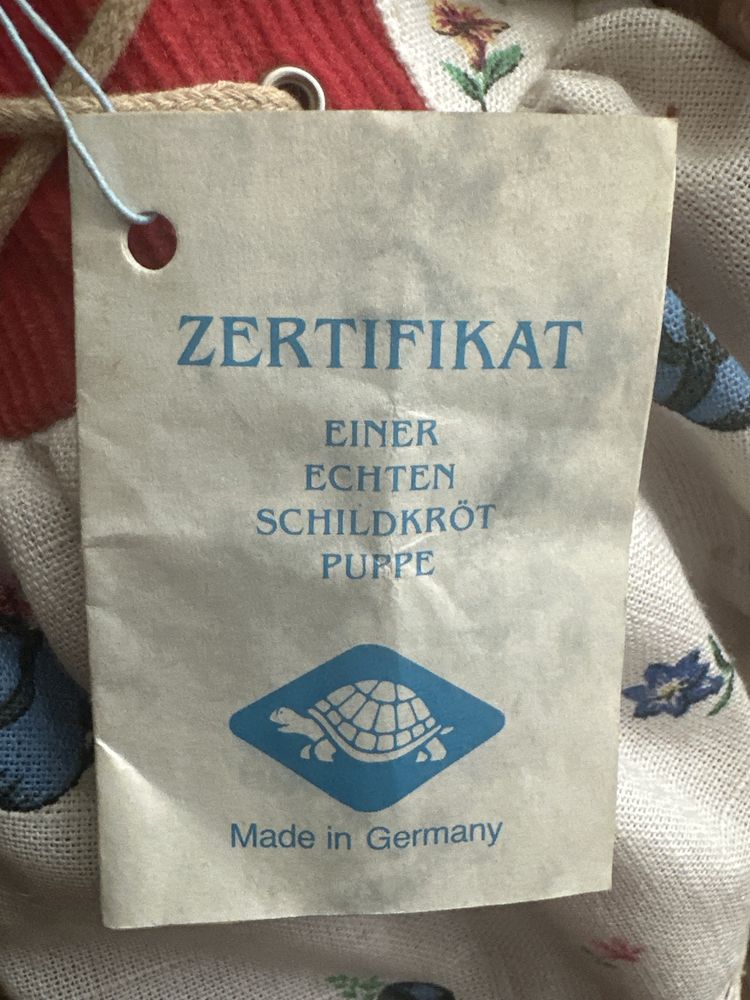 ZERTIFIKAT
EINER
ECHTEN
SCHILDKRÖT
PUPPE
Made in Germany